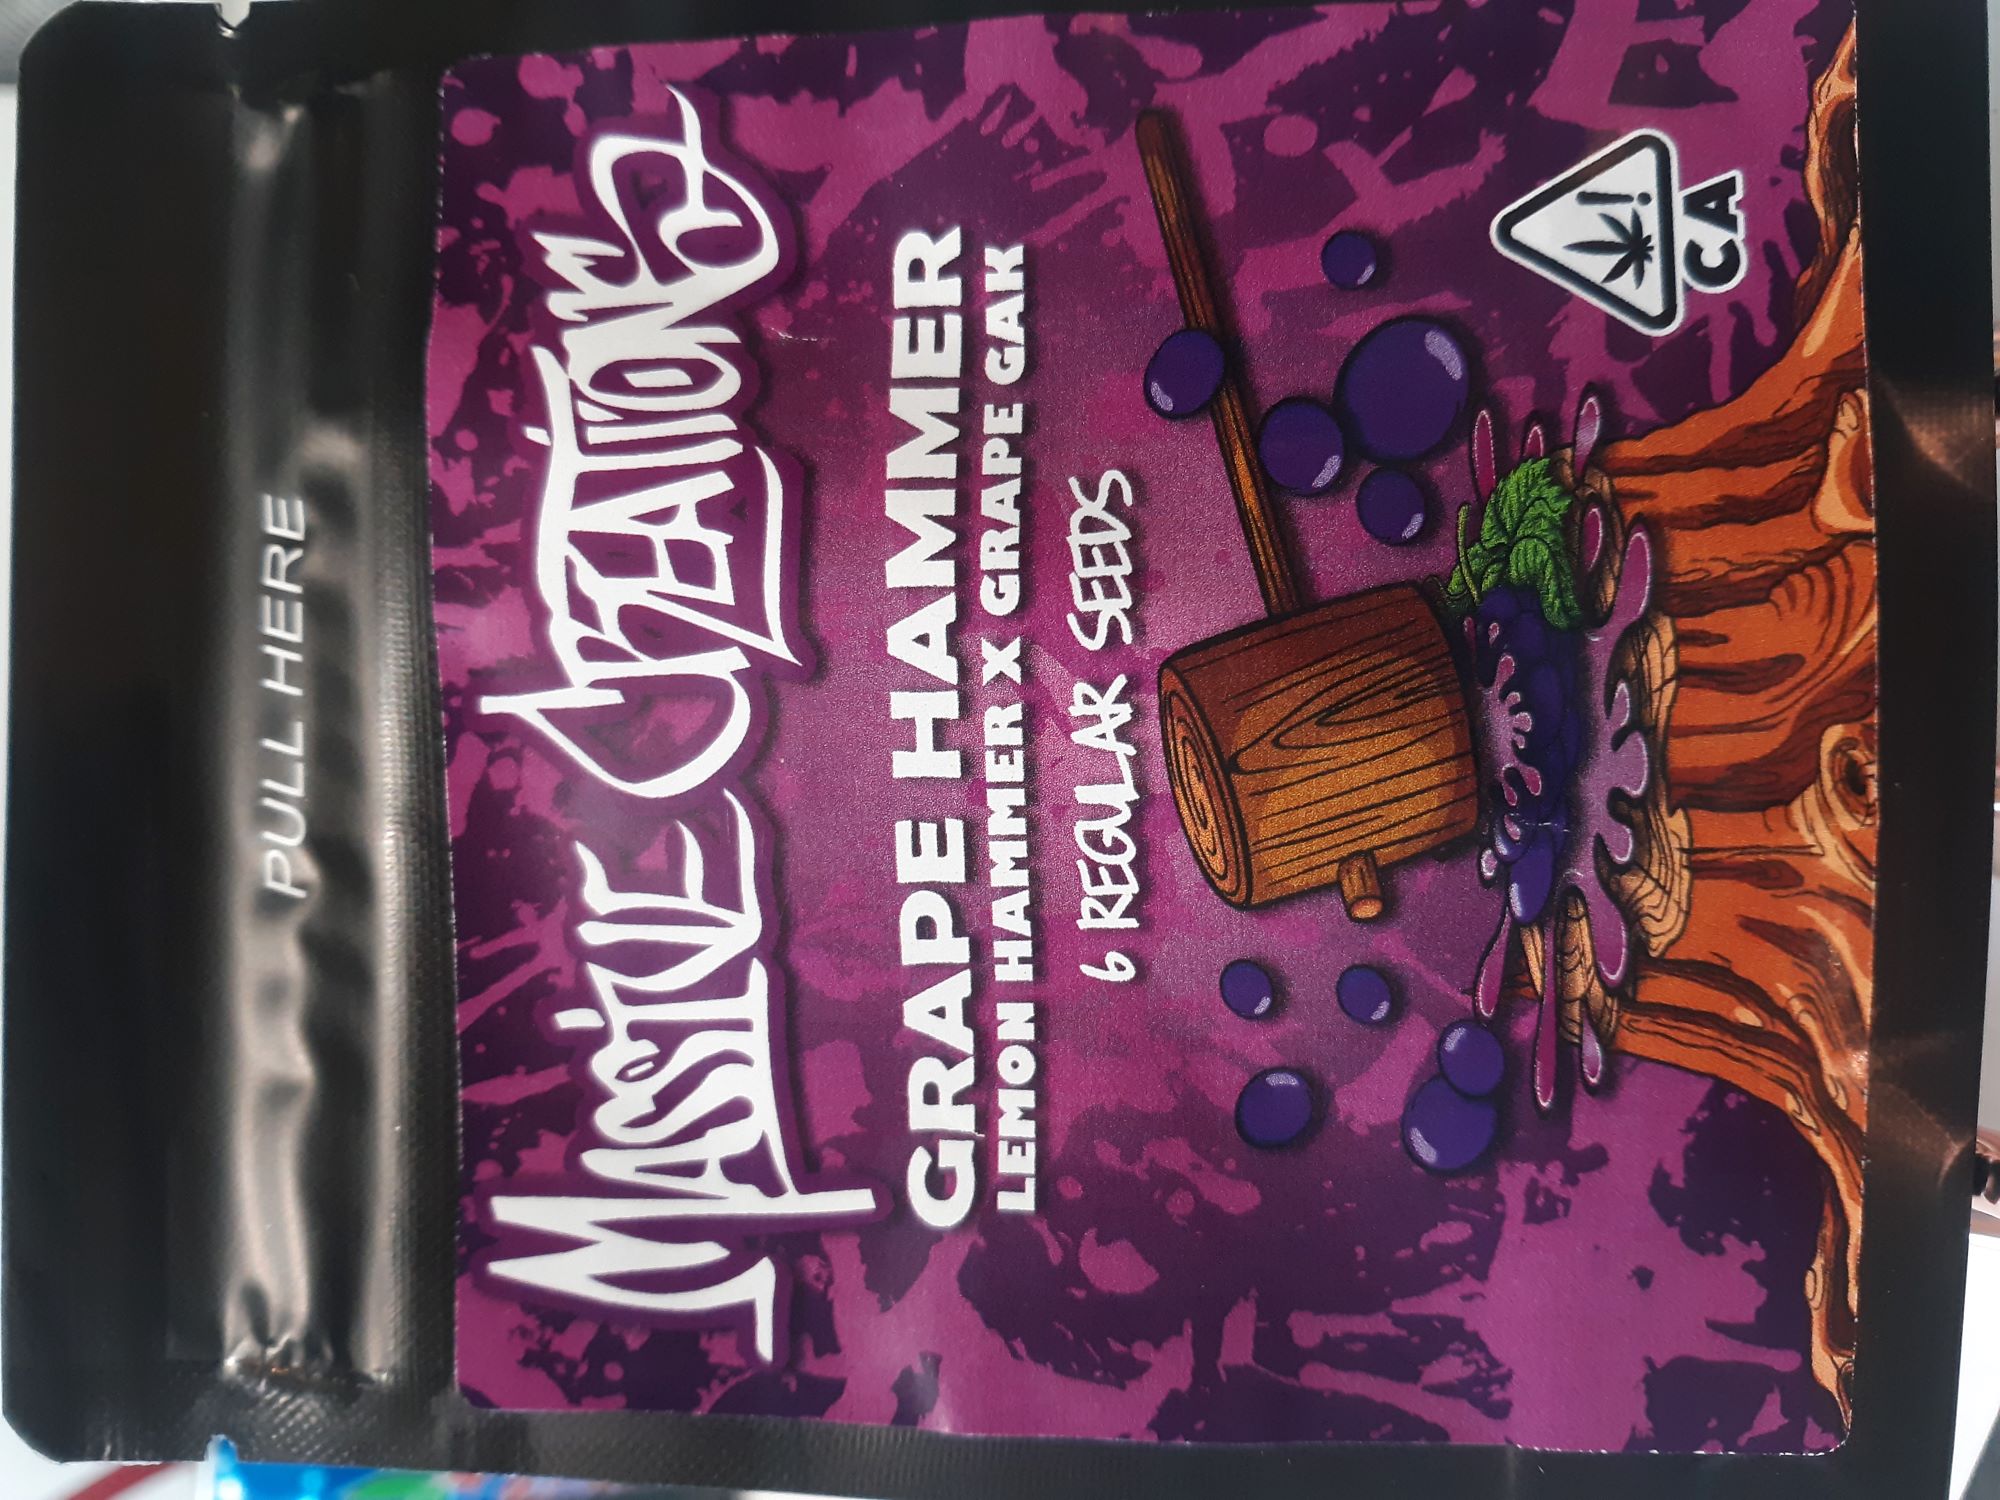 PULL HERE
MASSIVE CREATIONS
GRAPE HAMMER
LEMON HAMMER X GRAPE GAK
6 REGULAR SEEDS
!
CA